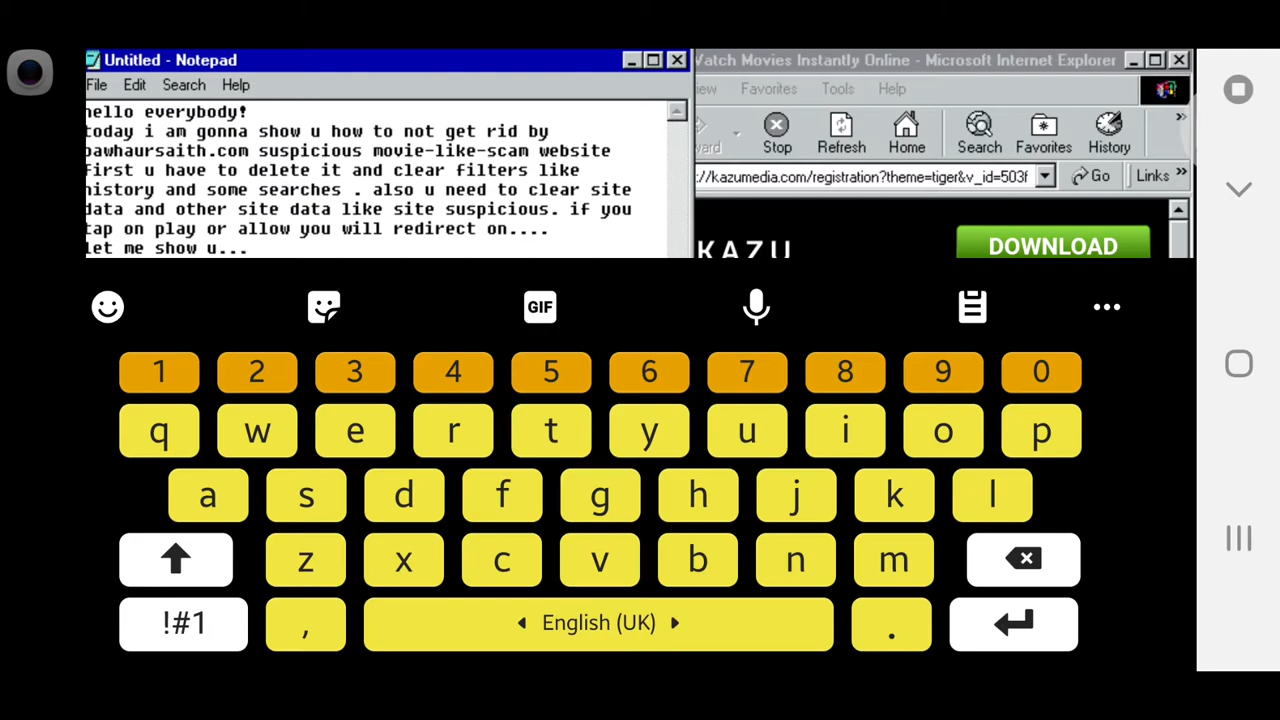 Untitled - Notepad
File Edit Search Help
hello everybody!
today i am gonna show u how to not get rid by
pawhaursaith.com suspicious movie-like-scam website
First u have to delete it and clear filters like
history and some searches . also u need to clear site
data and other site data like site suspicious. if you
tap on play or allow you will redirect on....
let me show u...
Watch Movies Instantly Online - Microsoft Internet Explorer
Favorites Tools Help
Stop Refresh Home Search Favorites History »
//kazumedia.com/registration?theme=tiger&v_id=503f Go Links »
KAZU DOWNLOAD
GIF
1 2 3 4 5 6 7 8 9 0
q w e r t y u i o p
a s d f g h j k l
z x c v b n m
!#1 , English (UK) .